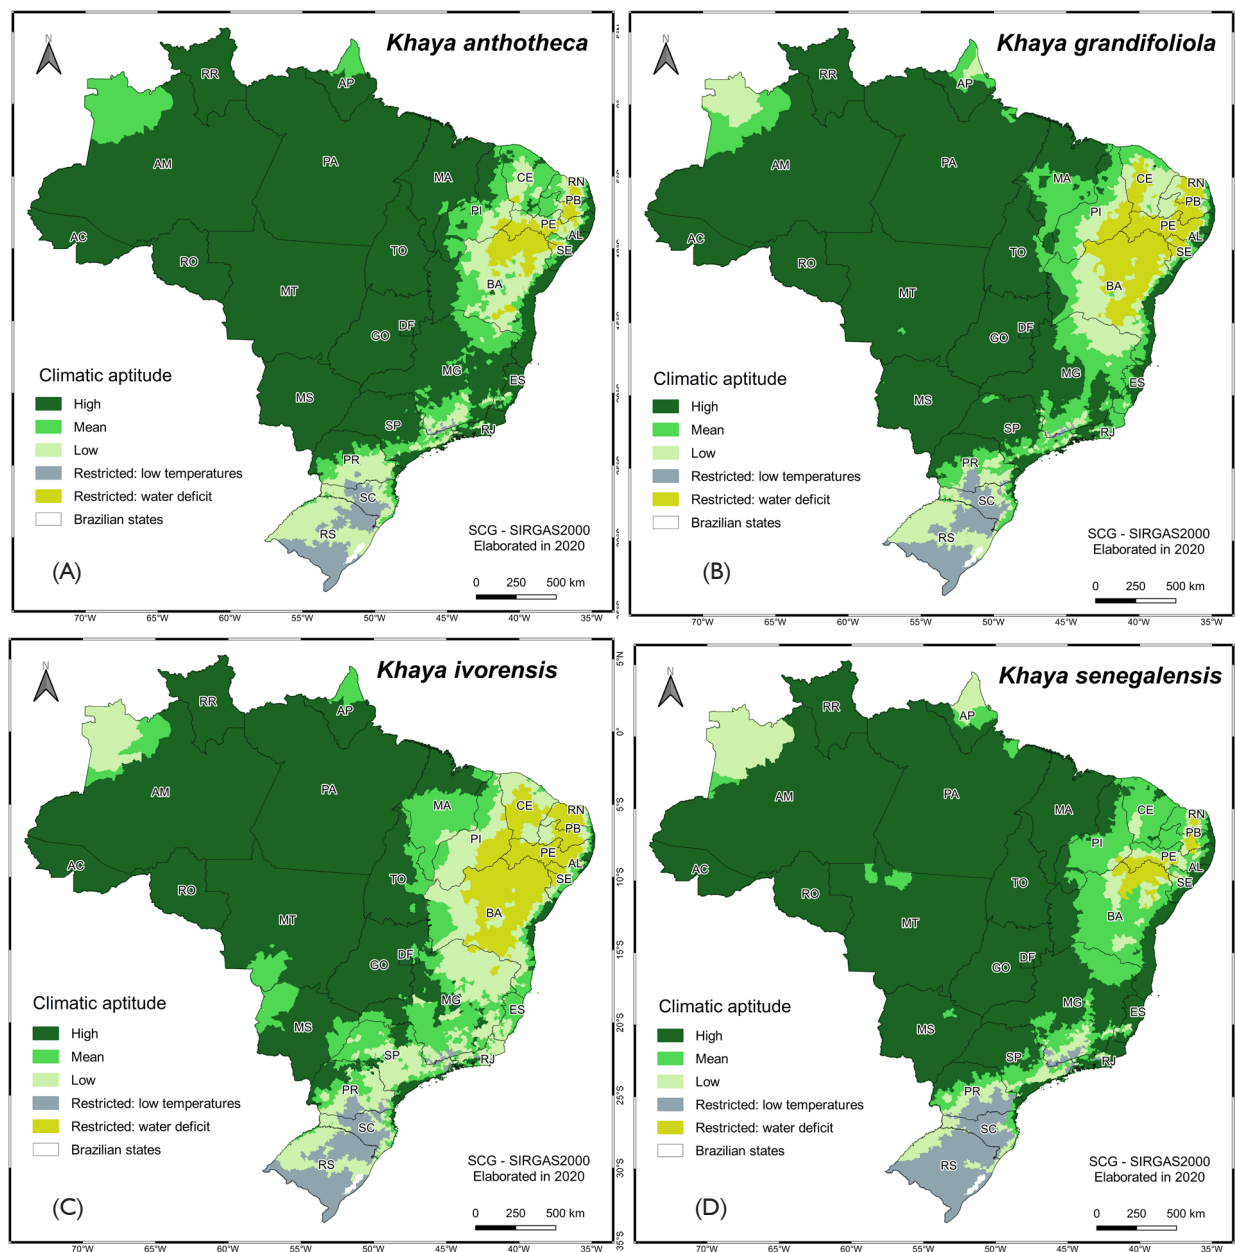 N
Khaya anthotheca
RR
AP
AM
PA
MA
CE
RN
PB
PI
PE
AL
SE
AC
RO
TO
BA
MT
DF
GO
MG
ES
MS
SP
RJ
PR
SC
RS
Climatic aptitude
High
Mean
Low
Restricted: low temperatures
Restricted: water deficit
Brazilian states
SCG - SIRGAS2000
Elaborated in 2020
(A)
0 250 500 km
70°W 65°W 60°W 55°W 50°W 45°W 40°W 35°W
N
Khaya grandifoliola
RR
AP
AM
PA
MA
CE
RN
PB
PI
PE
AL
SE
AC
RO
TO
BA
MT
DF
GO
MG
ES
MS
SP
RJ
PR
SC
RS
Climatic aptitude
High
Mean
Low
Restricted: low temperatures
Restricted: water deficit
Brazilian states
SCG - SIRGAS2000
Elaborated in 2020
(B)
0 250 500 km
70°W 65°W 60°W 55°W 50°W 45°W 40°W 35°W
N
Khaya ivorensis
RR
AP
AM
PA
MA
CE
RN
PB
PI
PE
AL
SE
AC
RO
TO
BA
MT
DF
GO
MG
ES
MS
SP
RJ
PR
SC
RS
Climatic aptitude
High
Mean
Low
Restricted: low temperatures
Restricted: water deficit
Brazilian states
SCG - SIRGAS2000
Elaborated in 2020
(C)
0 250 500 km
5°N
0°
5°S
10°S
15°S
20°S
25°S
30°S
35°S
70°W 65°W 60°W 55°W 50°W 45°W 40°W 35°W
N
Khaya senegalensis
RR
AP
AM
PA
MA
CE
RN
PB
PI
PE
AL
SE
AC
RO
TO
BA
MT
DF
GO
MG
ES
MS
SP
RJ
PR
SC
RS
Climatic aptitude
High
Mean
Low
Restricted: low temperatures
Restricted: water deficit
Brazilian states
SCG - SIRGAS2000
Elaborated in 2020
(D)
0 250 500 km
70°W 65°W 60°W 55°W 50°W 45°W 40°W 35°W